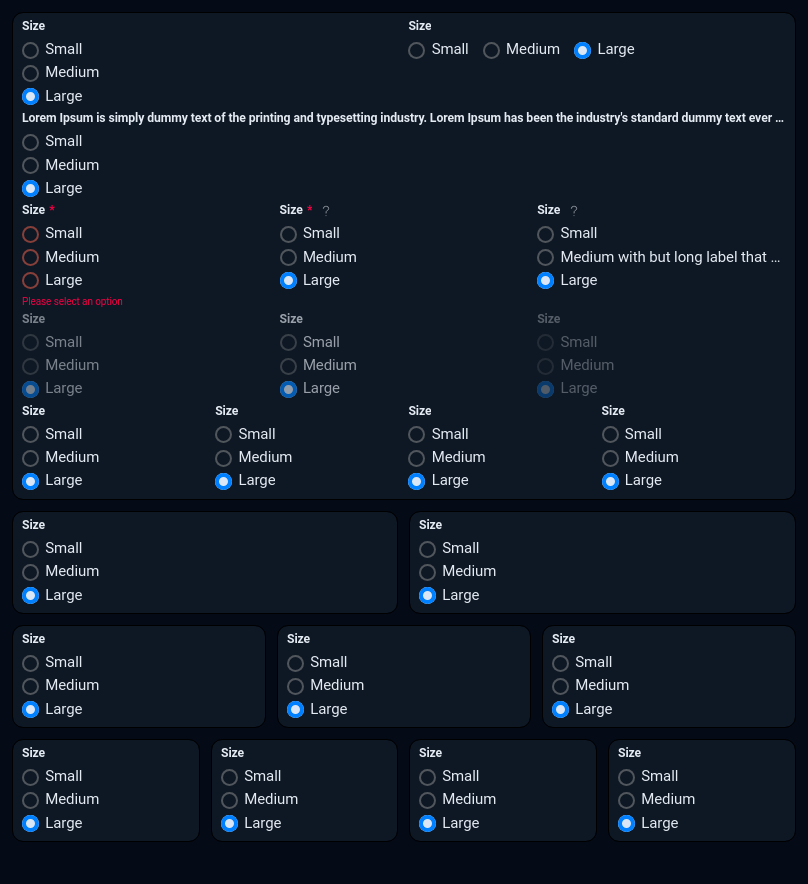 Size Size
Small Small Medium Large
Medium
Large
Lorem Ipsum is simply dummy text of the printing and typesetting industry. Lorem Ipsum has been the industry's standard dummy text ever ...
Small
Medium
Large
Size * Size * ? Size ?
Small Small Small
Medium Medium Medium with but long label that ...
Large Large Large
Please select an option
Size Size Size
Small Small Small
Medium Medium Medium
Large Large Large
Size Size Size Size
Small Small Small Small
Medium Medium Medium Medium
Large Large Large Large
Size Size
Small Small
Medium Medium
Large Large
Size Size Size
Small Small Small
Medium Medium Medium
Large Large Large
Size Size Size Size
Small Small Small Small
Medium Medium Medium Medium
Large Large Large Large